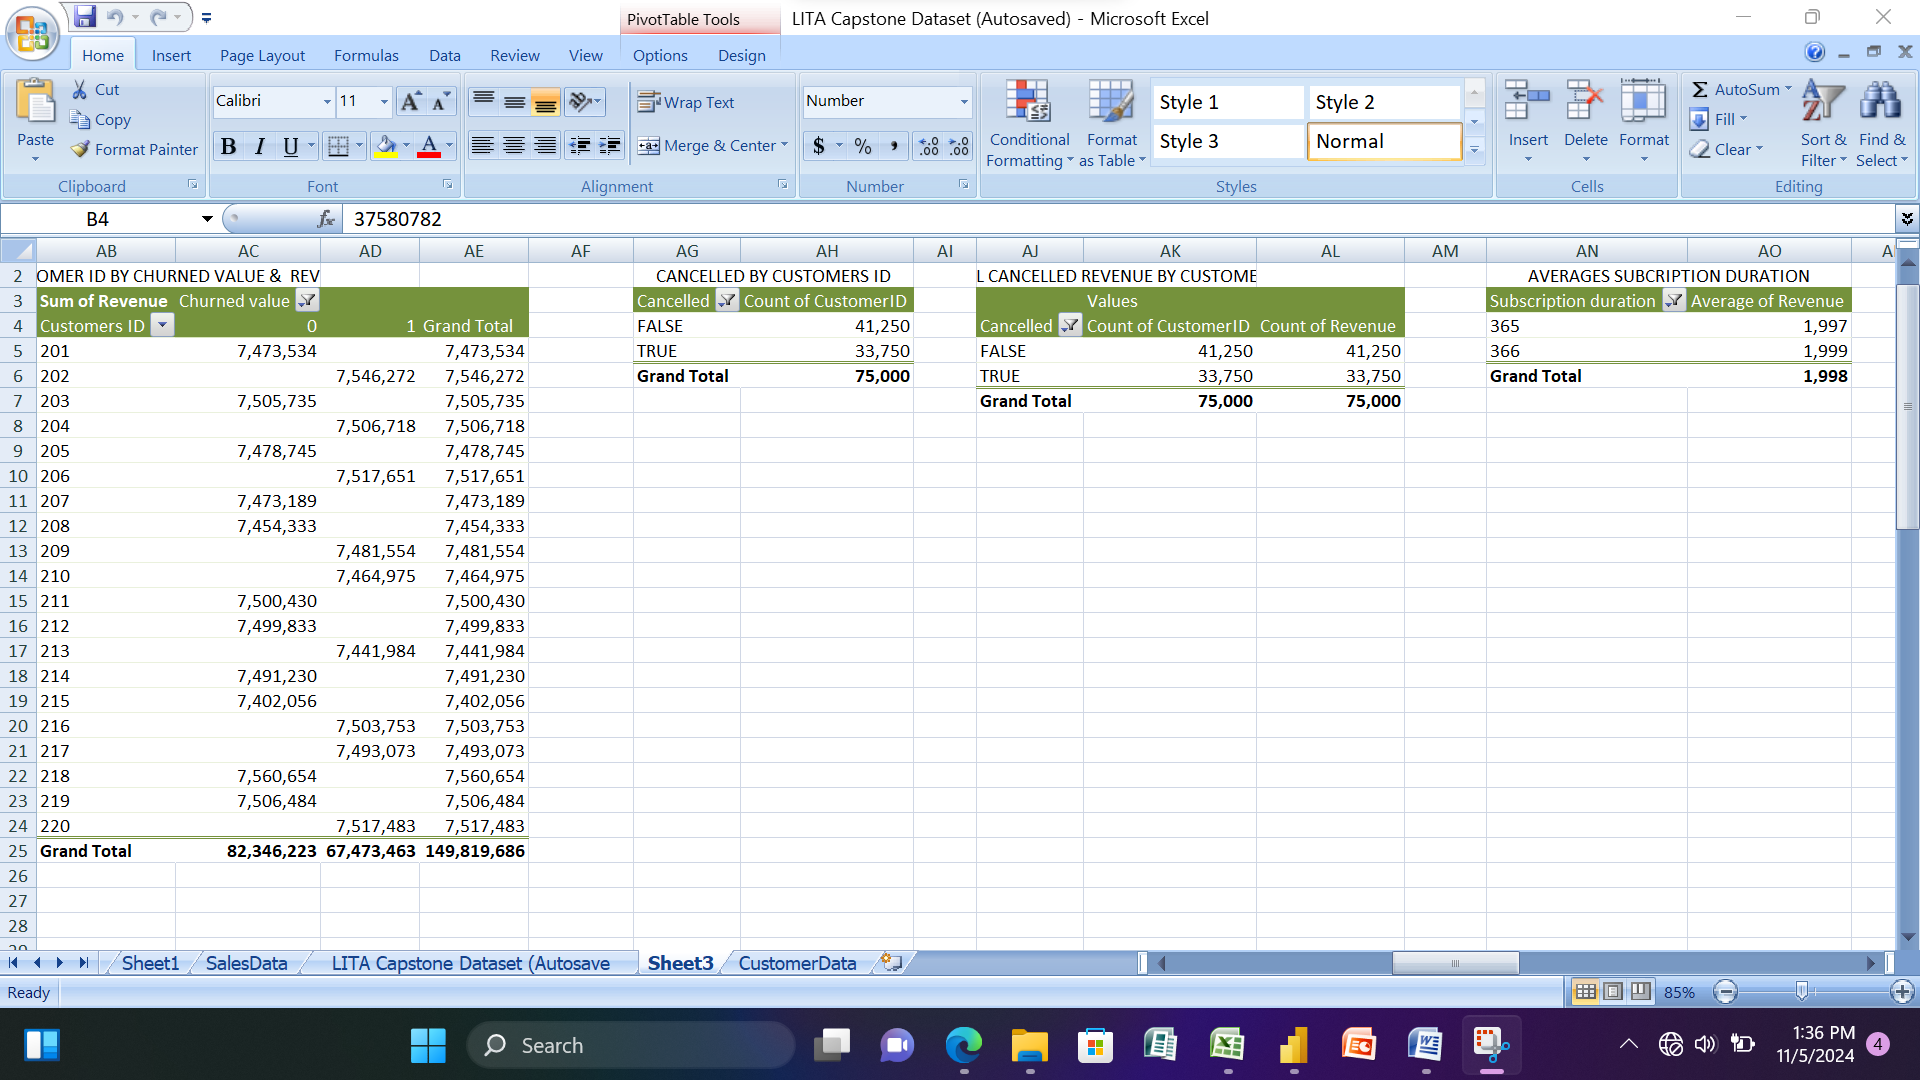 PivotTable Tools
LITA Capstone Dataset (Autosaved) - Microsoft Excel
Home Insert Page Layout Formulas Data Review View Options Design
Paste Cut Copy Format Painter Clipboard
Calibri 11 B I U Font
Wrap Text Merge & Center Alignment
Number $ % Number
Conditional Formatting Format as Table Style 1 Style 2 Style 3 Normal Styles
Insert Delete Format Cells
Σ AutoSum Fill Clear Sort & Filter Find & Select Editing
B4 fx 37580782
AB AC AD AE AF AG AH AI AJ AK AL AM AN AO
2 OMER ID BY CHURNED VALUE & REV CANCELLED BY CUSTOMERS ID L CANCELLED REVENUE BY CUSTOME AVERAGES SUBCRIPTION DURATION
3 Sum of Revenue Churned value Cancelled Count of CustomerID Values Subscription duration Average of Revenue
4 Customers ID 0 1 Grand Total FALSE 41,250 Cancelled Count of CustomerID Count of Revenue 365 1,997
5 201 7,473,534 7,473,534 TRUE 33,750 FALSE 41,250 41,250 366 1,999
6 202 7,546,272 7,546,272 Grand Total 75,000 TRUE 33,750 33,750 Grand Total 1,998
7 203 7,505,735 7,505,735 Grand Total 75,000 75,000
8 204 7,506,718 7,506,718
9 205 7,478,745 7,478,745
10 206 7,517,651 7,517,651
11 207 7,473,189 7,473,189
12 208 7,454,333 7,454,333
13 209 7,481,554 7,481,554
14 210 7,464,975 7,464,975
15 211 7,500,430 7,500,430
16 212 7,499,833 7,499,833
17 213 7,441,984 7,441,984
18 214 7,491,230 7,491,230
19 215 7,402,056 7,402,056
20 216 7,503,753 7,503,753
21 217 7,493,073 7,493,073
22 218 7,560,654 7,560,654
23 219 7,506,484 7,506,484
24 220 7,517,483 7,517,483
25 Grand Total 82,346,223 67,473,463 149,819,686
26
27
28
Sheet1 SalesData LITA Capstone Dataset (Autosave Sheet3 CustomerData
Ready 85%
Search
1:36 PM
11/5/2024 4